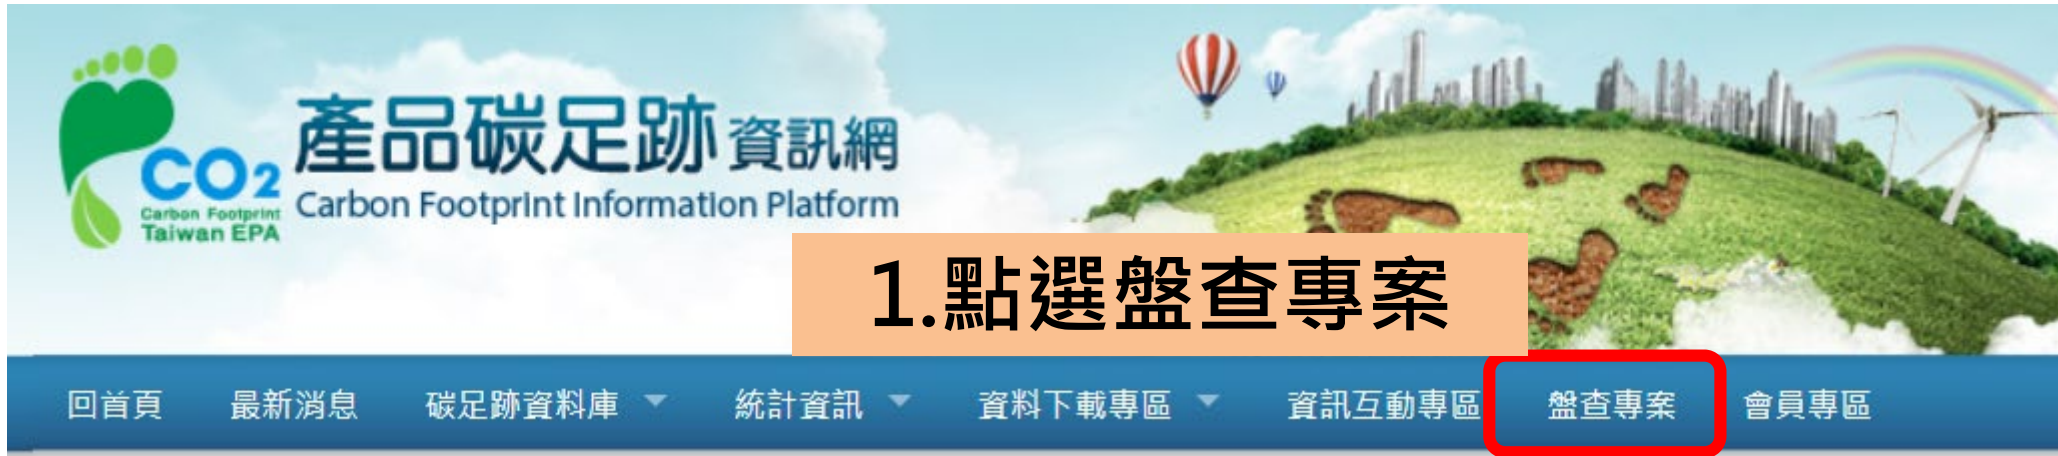 產品碳足跡資訊網
CO2
Carbon Footprint Information Platform
Carbon Footprint
Taiwan EPA
1.點選盤查專案
回首頁 最新消息 碳足跡資料庫 統計資訊 資料下載專區 資訊互動專區 盤查專案 會員專區